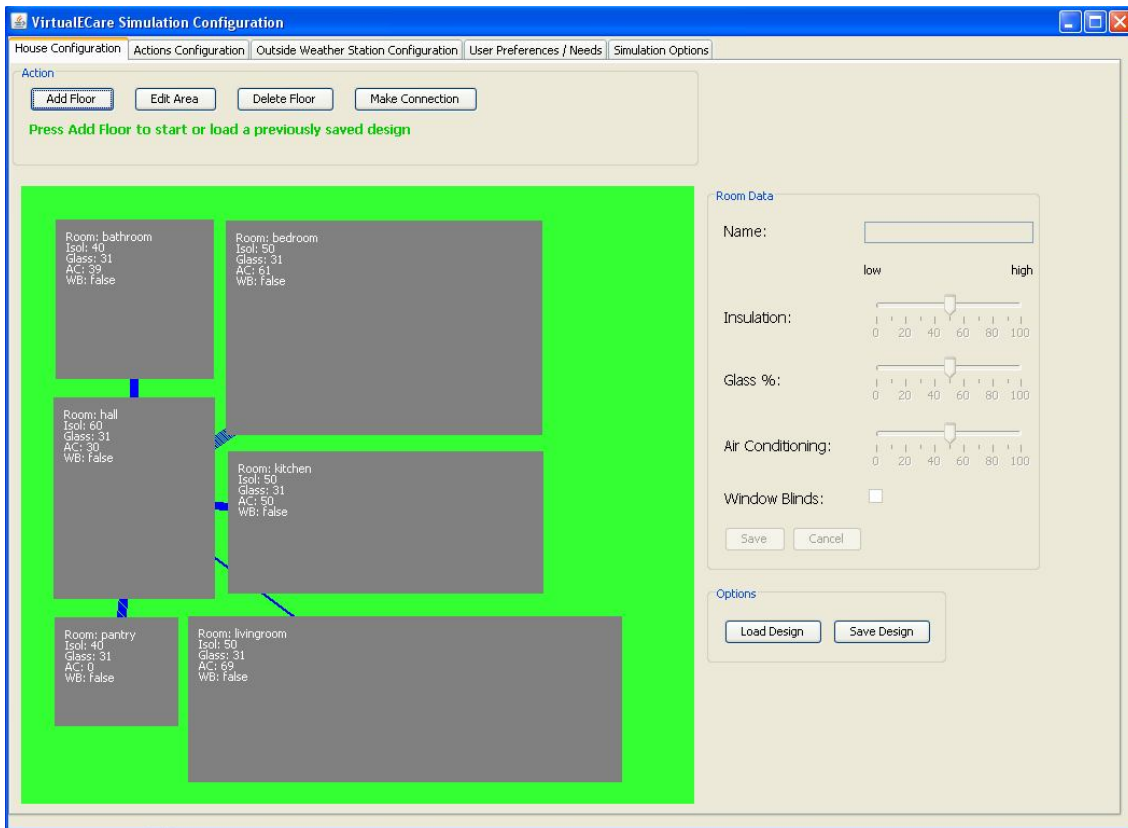 VirtualECare Simulation Configuration
House Configuration Actions Configuration Outside Weather Station Configuration User Preferences / Needs Simulation Options
Action
Add Floor Edit Area Delete Floor Make Connection
Press Add Floor to start or load a previously saved design
Room: bathroom
Isol: 40
Glass: 31
AC: 39
WB: false
Room: bedroom
Isol: 50
Glass: 31
AC: 61
WB: false
Room: hall
Isol: 60
Glass: 31
AC: 30
WB: false
Room: kitchen
Isol: 50
Glass: 31
AC: 50
WB: false
Room: pantry
Isol: 40
Glass: 31
AC: 0
WB: false
Room: livingroom
Isol: 50
Glass: 31
AC: 69
WB: false
Room Data
Name:
low high
Insulation:
0 20 40 60 80 100
Glass %:
0 20 40 60 80 100
Air Conditioning:
0 20 40 60 80 100
Window Blinds:
Save Cancel
Options
Load Design Save Design